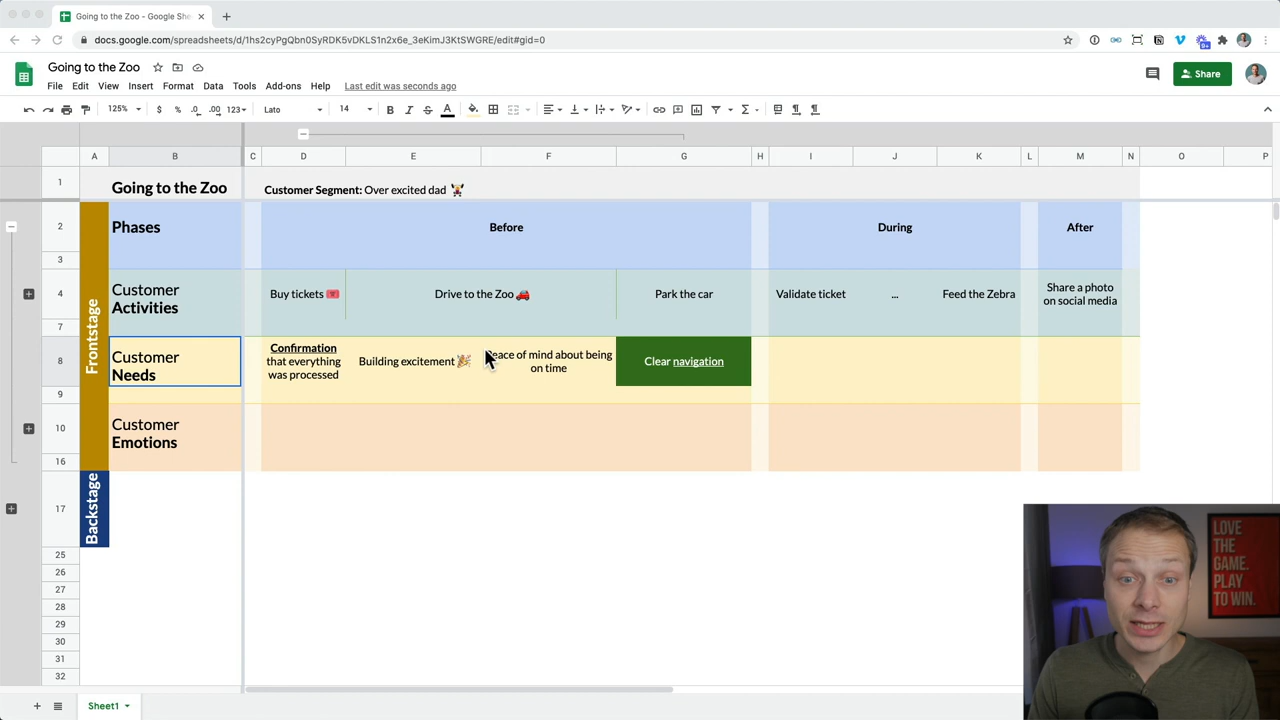 Going to the Zoo - Google She
docs.google.com/spreadsheets/d/1hs2cyPgQbn0SyRDK5vDKLS1n2x6e_3eKimJ3KtSWGRE/edit#gid=0
9+
Going to the Zoo
File Edit View Insert Format Data Tools Add-ons Help Last edit was seconds ago
Share
125% $ % .0 .00 123 Lato 14 B I S A
A B C D E F G H I J K L M N O P
1 Going to the Zoo Customer Segment: Over excited dad
2 Phases Before During After
3
4 Customer
Activities
Buy tickets Drive to the Zoo Park the car Validate ticket ... Feed the Zebra Share a photo
on social media
7
8 Customer
Needs
Confirmation
that everything
was processed
Building excitement
eace of mind about being
on time
Clear navigation
9
10 Customer
Emotions
16
Frontstage
17 Backstage
25
26
27
28
29
30
31
32
Sheet1
LOVE
THE
GAME.
PLAY
TO WIN.